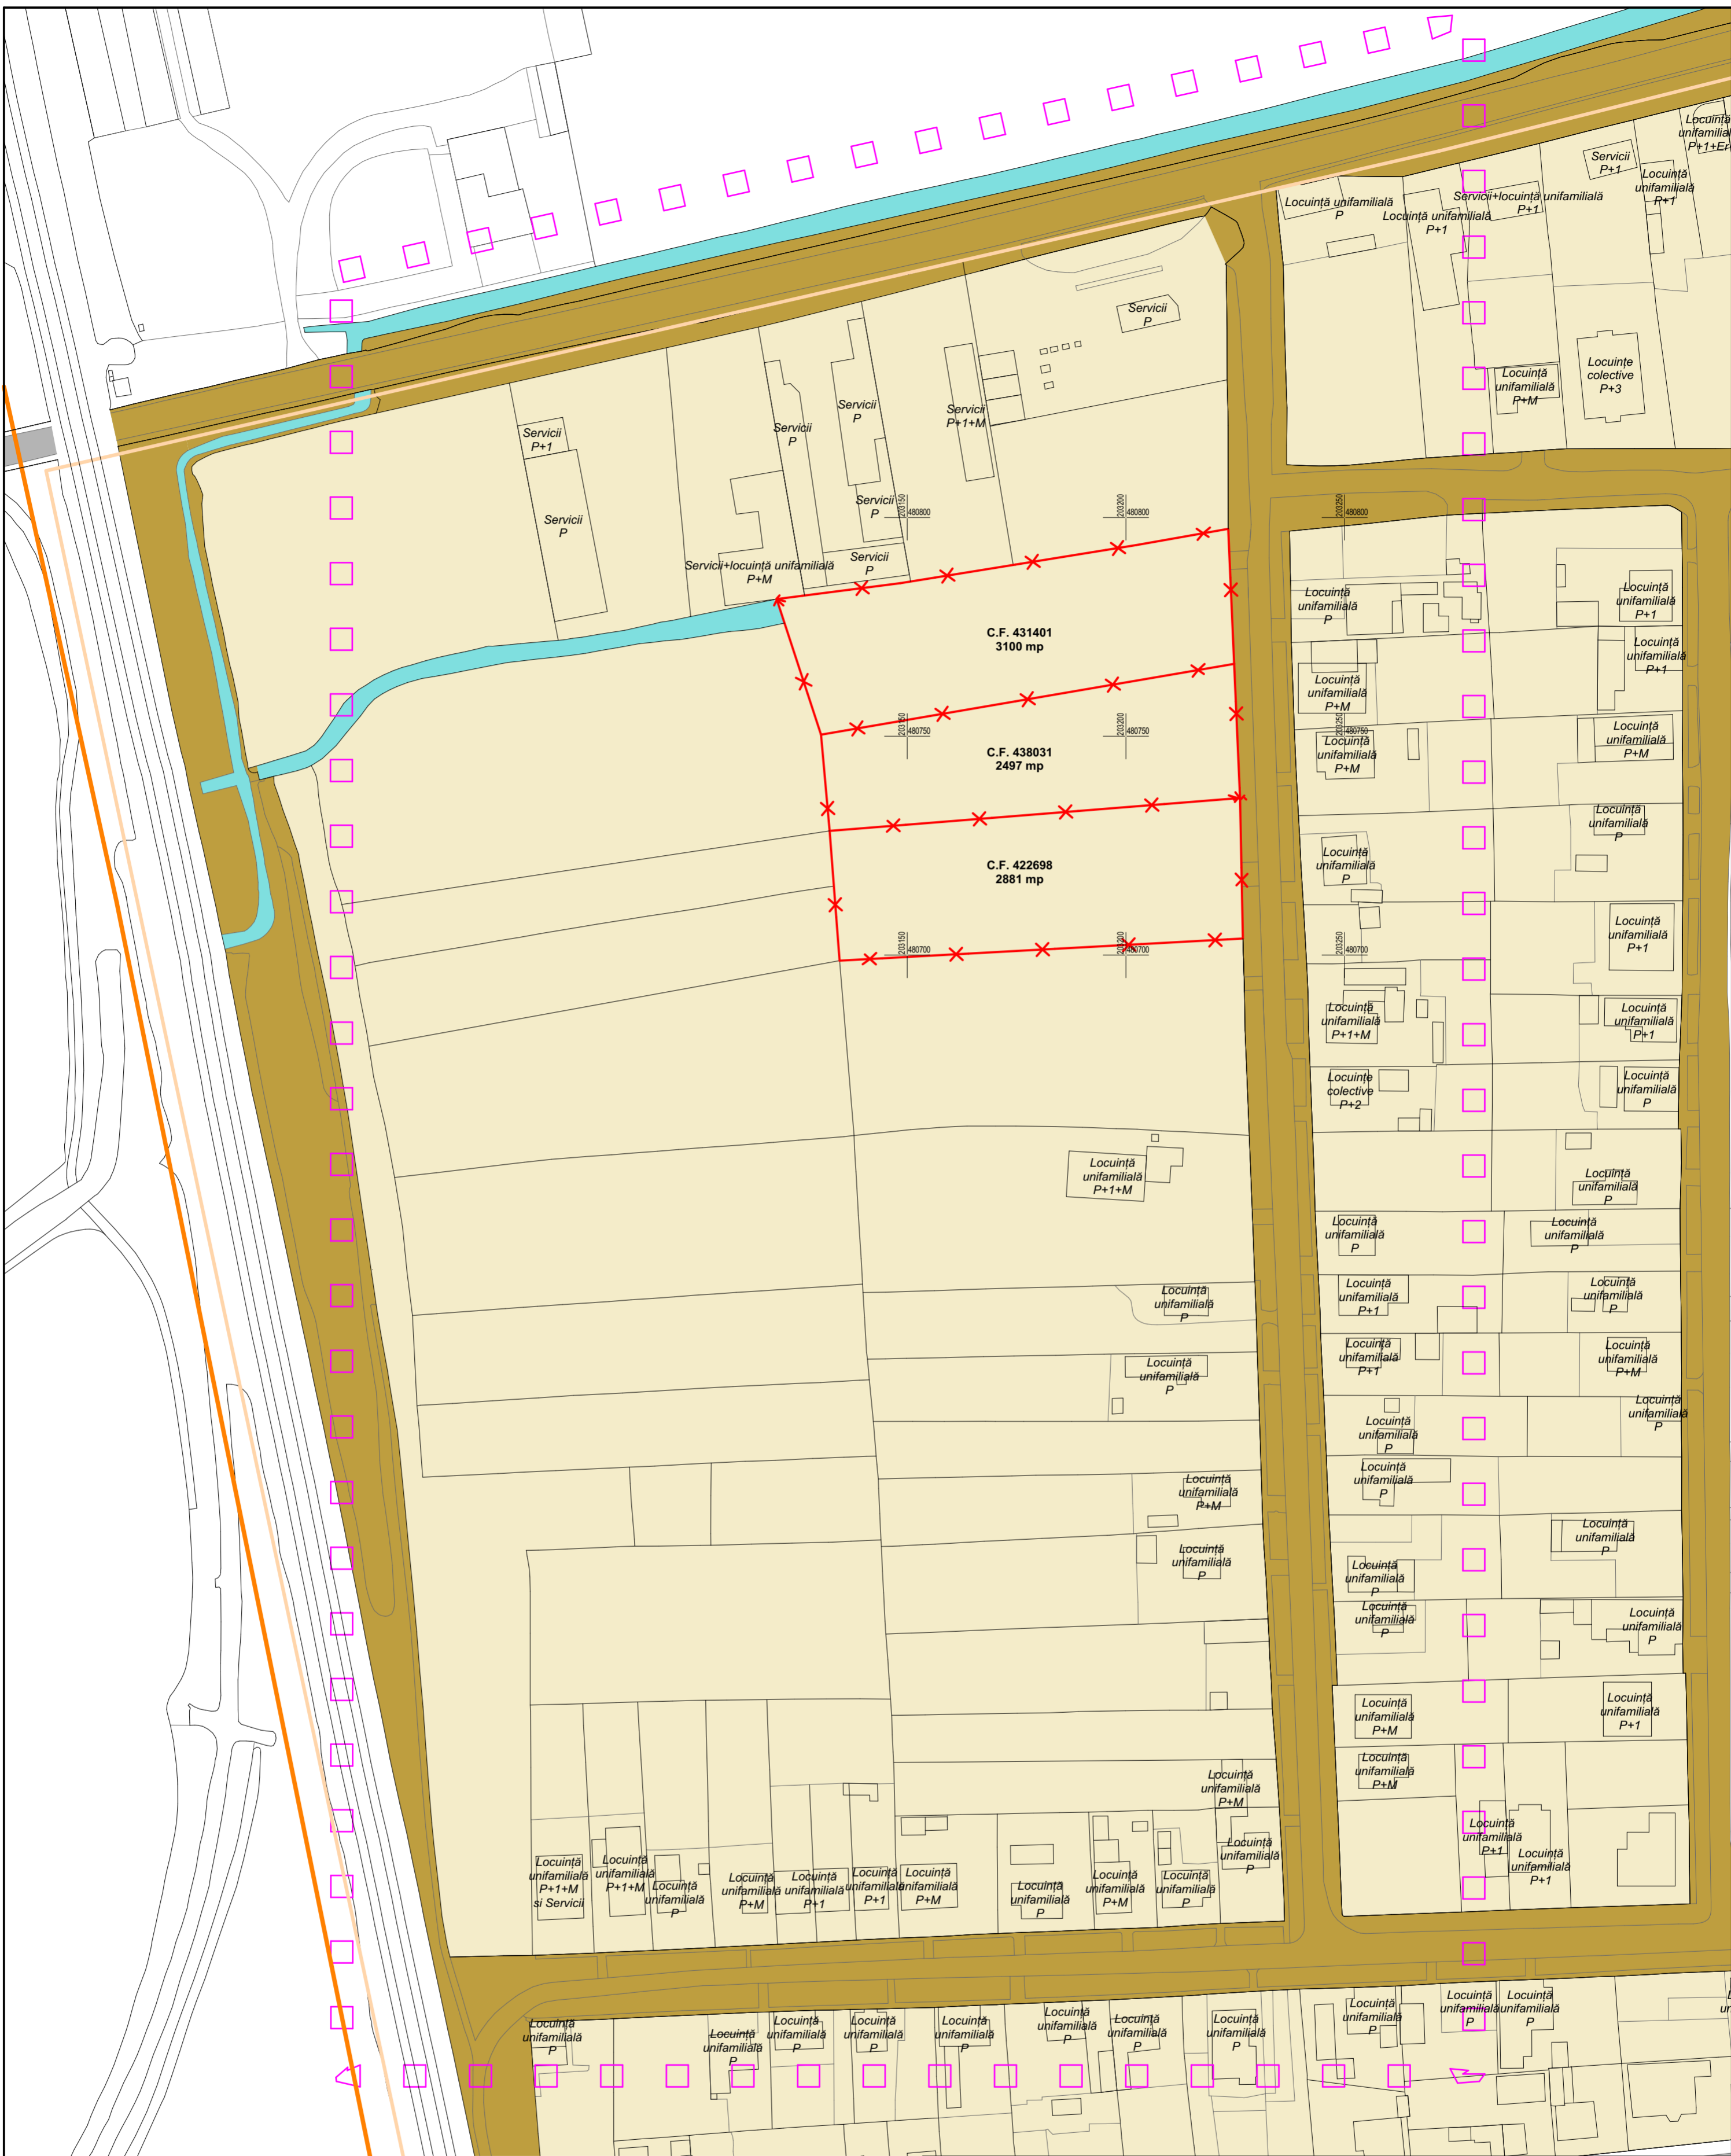 Locuință
unifamilială
P+1+Er
Servicii
P+1
Locuință
unifamilială
P+1
Servicii+locuință unifamilială
P+1
Locuință unifamilială
P
Locuință unifamilială
P+1
Servicii
P
Locuințe
colective
P+3
Locuință
unifamilială
P+M
Servicii
P
Servicii
P+1+M
Servicii
P
Servicii
P+1
Servicii
P
Servicii
P
Servicii
P
Servicii+locuință unifamilială
P+M
203150
480800
203200
480800
203250
480800
C.F. 431401
3100 mp
Locuință
unifamilială
P
Locuință
unifamilială
P+1
Locuință
unifamilială
P+1
Locuință
unifamilială
P+M
203150
480750
203200
480750
203250
480750
C.F. 438031
2497 mp
Locuință
unifamilială
P+M
Locuință
unifamilială
P+M
Locuință
unifamilială
P
Locuință
unifamilială
P
C.F. 422698
2881 mp
203150
480700
203200
480700
203250
480700
Locuință
unifamilială
P+1
Locuință
unifamilială
P+1+M
Locuință
unifamilială
P+1
Locuințe
colective
P+2
Locuință
unifamilială
P
Locuință
unifamilială
P+1+M
Locuință
unifamilială
P
Locuință
unifamilială
P
Locuință
unifamilială
P
Locuință
unifamilială
P
Locuință
unifamilială
P+1
Locuință
unifamilială
P
Locuință
unifamilială
P
Locuință
unifamilială
P+1
Locuință
unifamilială
P+M
Locuință
unifamilială
P
Locuință
unifamilială
P
Locuință
unifamilială
P+M
Locuință
unifamilială
P
Locuință
unifamilială
P
Locuință
unifamilială
P
Locuință
unifamilială
P
Locuință
unifamilială
P
Locuință
unifamilială
P
Locuință
unifamilială
P+M
Locuință
unifamilială
P+1
Locuință
unifamilială
P+M
Locuință
unifamilială
P+M
Locuință
unifamilială
P+1
Locuință
unifamilială
P+1
Locuință
unifamilială
P+1+M
si Servicii
Locuință
unifamilială
P+1+M
Locuință
unifamilială
P
Locuință
unifamilială
P+M
Locuință
unifamilială
P+1
Locuință
unifamilială
P+1
Locuință
unifamilială
P+M
Locuință
unifamilială
P
Locuință
unifamilială
P+M
Locuință
unifamilială
P
Locuință
unifamilială
P
Locuință
unifamilială
P
Locuință
unifamilială
P
Locuință
unifamilială
P
Locuință
unifamilială
P
Locuință
unifamilială
P
Locuință
unifamilială
P
Locuință
unifamilială
P
Locuință
unifamilială
P
Locuință
unifamilială
P
Locuință
unifamilială
P
Locuință
unifamilială
P